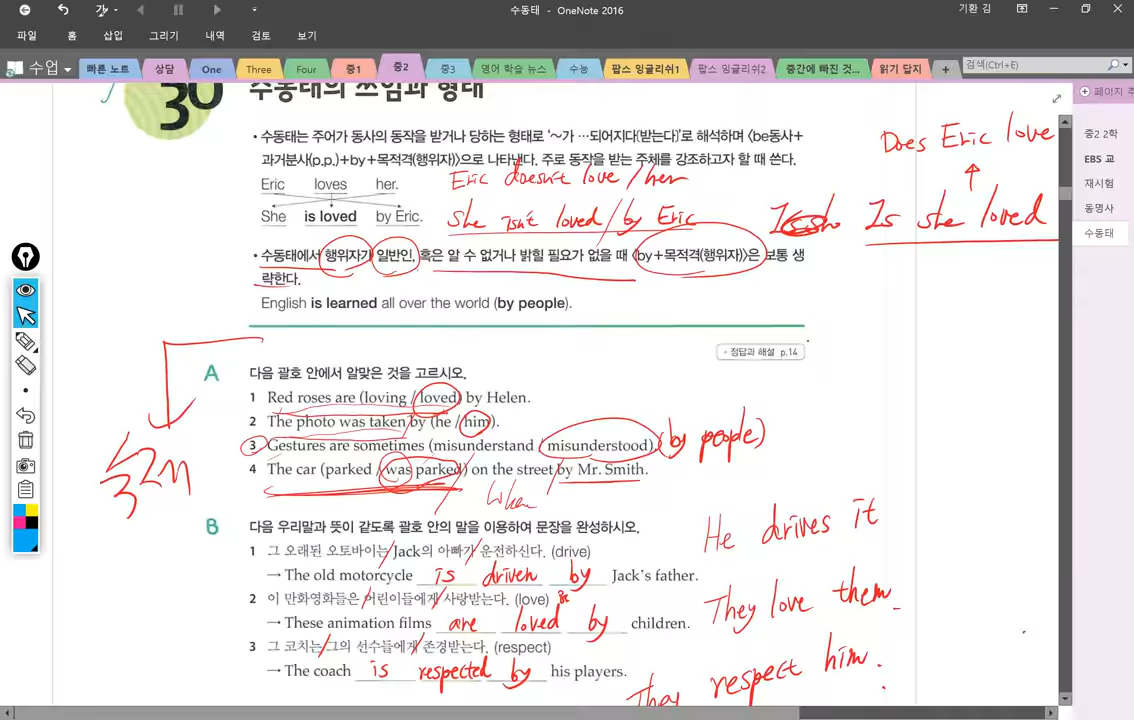 수동태 - OneNote 2016
기환 김
가
파일 홈 삽입 그리기 내역 검토 보기
수업 빠른 노트 상담 One Three Four 중1 중2 중3 영어 학습 뉴스 수능 팝스 잉글리쉬1 팝스 잉글리쉬2 중간에 빠진 것... 읽기 답지 + 검색(Ctrl+E)
페이지 추
중2 2학
EBS 교
재시험
동명사
수동태
30 수동태의 쓰임과 형태
• 수동태는 주어가 동사의 동작을 받거나 당하는 형태로 '~가 …되어지다{받는다}'로 해석하며 〈be동사+
과거분사(p.p.)+by+목적격(행위자)〉으로 나타낸다. 주로 동작을 받는 주체를 강조하고자 할 때 쓴다.
Does Eric love
Eric loves her.
Eric doesn't love / her
She is loved by Eric.
She isn't loved / by Eric
Is she loved
• 수동태에서 행위자가 일반인, 혹은 알 수 없거나 밝힐 필요가 없을 때 〈by+목적격(행위자)〉은 보통 생
략한다.
English is learned all over the world (by people).
• 정답과 해설 p.14
A 다음 괄호 안에서 알맞은 것을 고르시오.
1 Red roses are (loving / loved) by Helen.
2 The photo was taken by (he / him).
3 Gestures are sometimes (misunderstand / misunderstood). (by people)
4 The car (parked / was parked) on the street by Mr. Smith.
when
B 다음 우리말과 뜻이 같도록 괄호 안의 말을 이용하여 문장을 완성하시오.
He drives it
1 그 오래된 오토바이는 Jack의 아빠가 운전하신다. (drive)
→ The old motorcycle is driven by Jack's father.
2 이 만화영화들은 어린이들에게 사랑받는다. (love)
They love them.
→ These animation films are loved by children.
3 그 코치는 그의 선수들에게 존경받는다. (respect)
→ The coach is respected by his players.
They respect him.